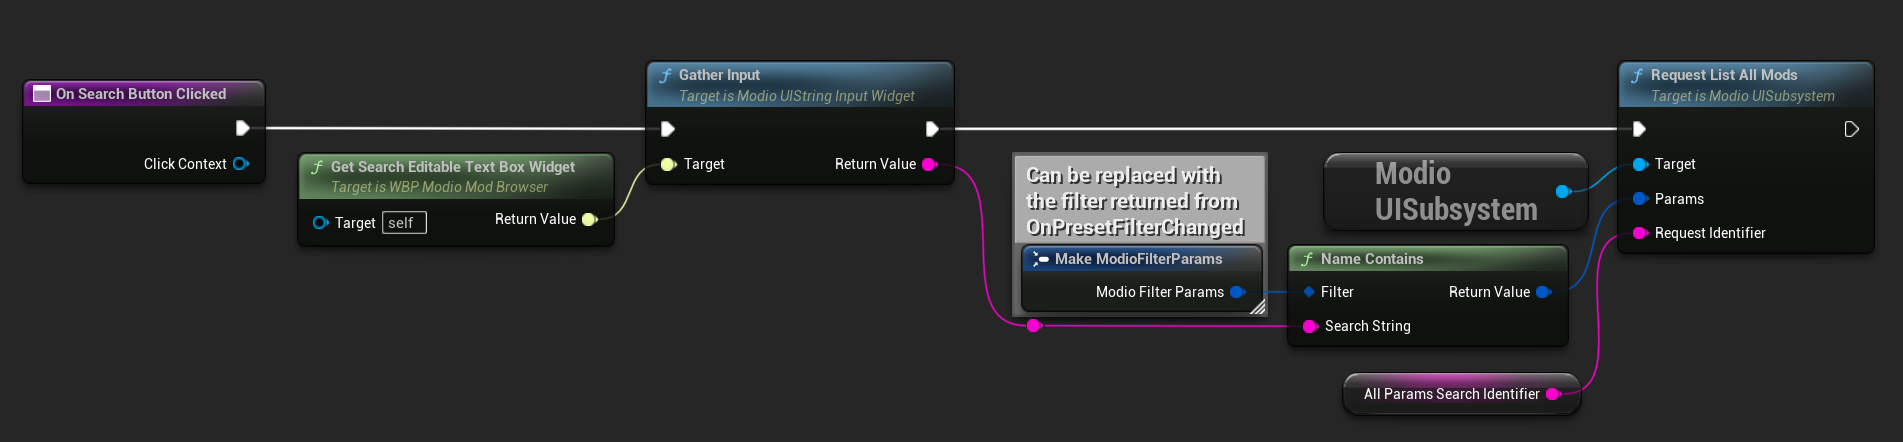 On Search Button Clicked
Click Context
Get Search Editable Text Box Widget
Target is WBP Modio Mod Browser
Target self
Return Value
Gather Input
Target is Modio UIString Input Widget
Target
Return Value
Can be replaced with
the filter returned from
OnPresetFilterChanged
Make ModioFilterParams
Modio Filter Params
Modio
UISubsystem
Name Contains
Filter
Return Value
Search String
All Params Search Identifier
Request List All Mods
Target is Modio UISubsystem
Target
Params
Request Identifier